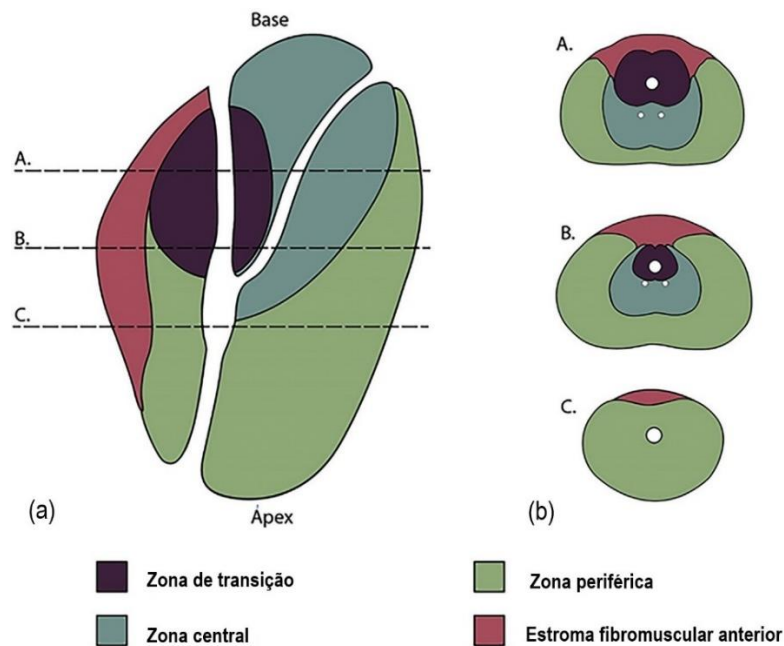 Base
A.
B.
C.
(a)
Ápex
A.
B.
C.
(b)
Zona de transição
Zona central
Zona periférica
Estroma fibromuscular anterior